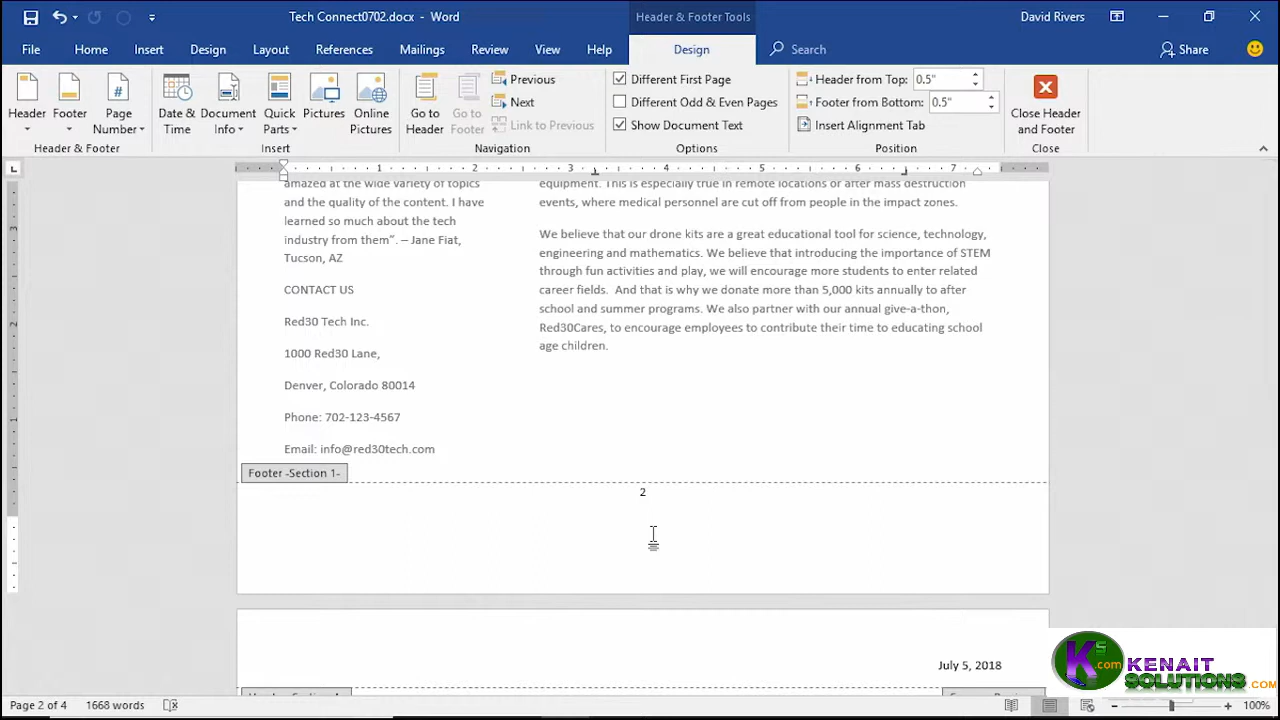 Tech Connect0702.docx - Word
Header & Footer Tools
David Rivers
File Home Insert Design Layout References Mailings Review View Help Design Search Share
Header
Footer
Page Number
Header & Footer
Date & Time
Document Info
Quick Parts
Pictures
Online Pictures
Insert
Go to Header
Go to Footer
Previous
Next
Link to Previous
Navigation
Different First Page
Different Odd & Even Pages
Show Document Text
Options
Header from Top: 0.5"
Footer from Bottom: 0.5"
Insert Alignment Tab
Position
Close Header and Footer
Close
L
1 2 3 4 5 6 7
3
2
1
amazed at the wide variety of topics
and the quality of the content. I have
learned so much about the tech
industry from them”. – Jane Fiat,
Tucson, AZ
CONTACT US
Red30 Tech Inc.
1000 Red30 Lane,
Denver, Colorado 80014
Phone: 702-123-4567
Email: info@red30tech.com
equipment. This is especially true in remote locations or after mass destruction
events, where medical personnel are cut off from people in the impact zones.
We believe that our drone kits are a great educational tool for science, technology,
engineering and mathematics. We believe that introducing the importance of STEM
through fun activities and play, we will encourage more students to enter related
career fields. And that is why we donate more than 5,000 kits annually to after
school and summer programs. We also partner with our annual give-a-thon,
Red30Cares, to encourage employees to contribute their time to educating school
age children.
Footer -Section 1-
2
July 5, 2018
KS.com KENAIT
SOLUTIONS.COM
Page 2 of 4 1668 words 100%